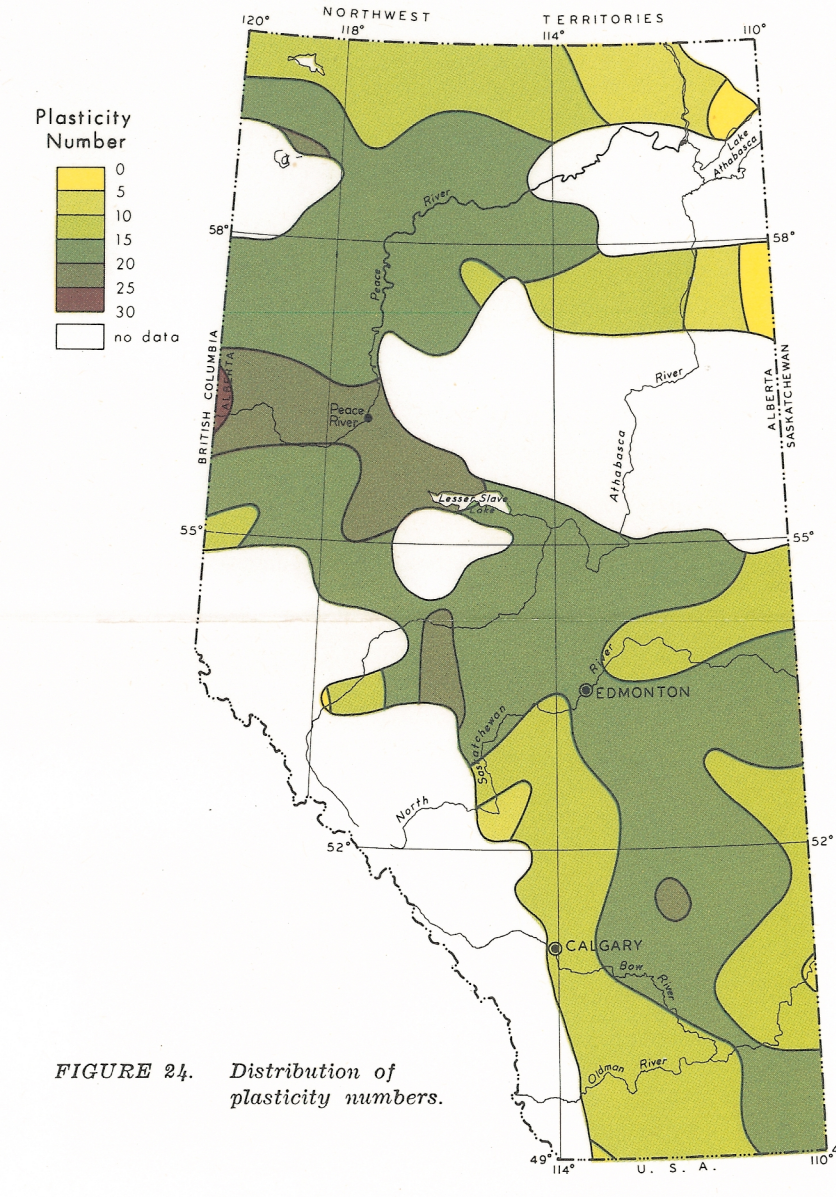 NORTHWEST TERRITORIES
120°
118°
114°
110°
Plasticity
Number
0
5
10
15
20
25
30
no data
Lake
Athabasca
River
Peace
58°
58°
BRITISH COLUMBIA
ALBERTA
Peace
River
River
Athabasca
ALBERTA
SASKATCHEWAN
Lesser Slave
Lake
55°
55°
River
EDMONTON
Saskatchewan
North
52°
52°
CALGARY
Bow
River
Oldman River
FIGURE 24. Distribution of
plasticity numbers.
49°
114°
U. S. A.
110°